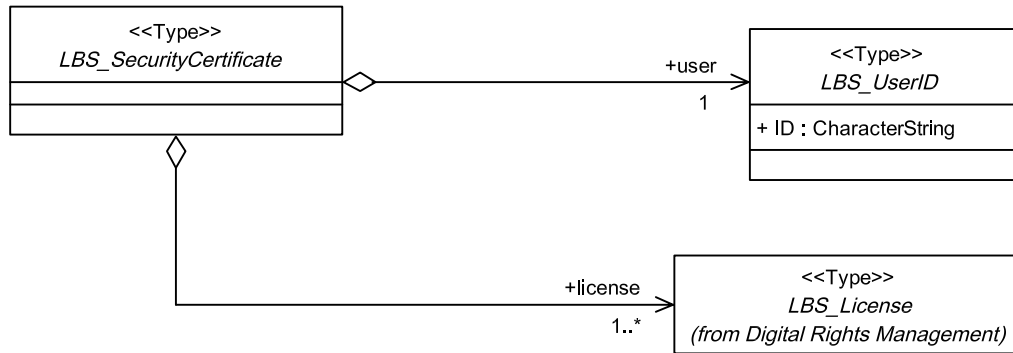 <<Type>>
LBS_SecurityCertificate
+user
1
<<Type>>
LBS_UserID
+ ID : CharacterString
+license
1..*
<<Type>>
LBS_License
(from Digital Rights Management)